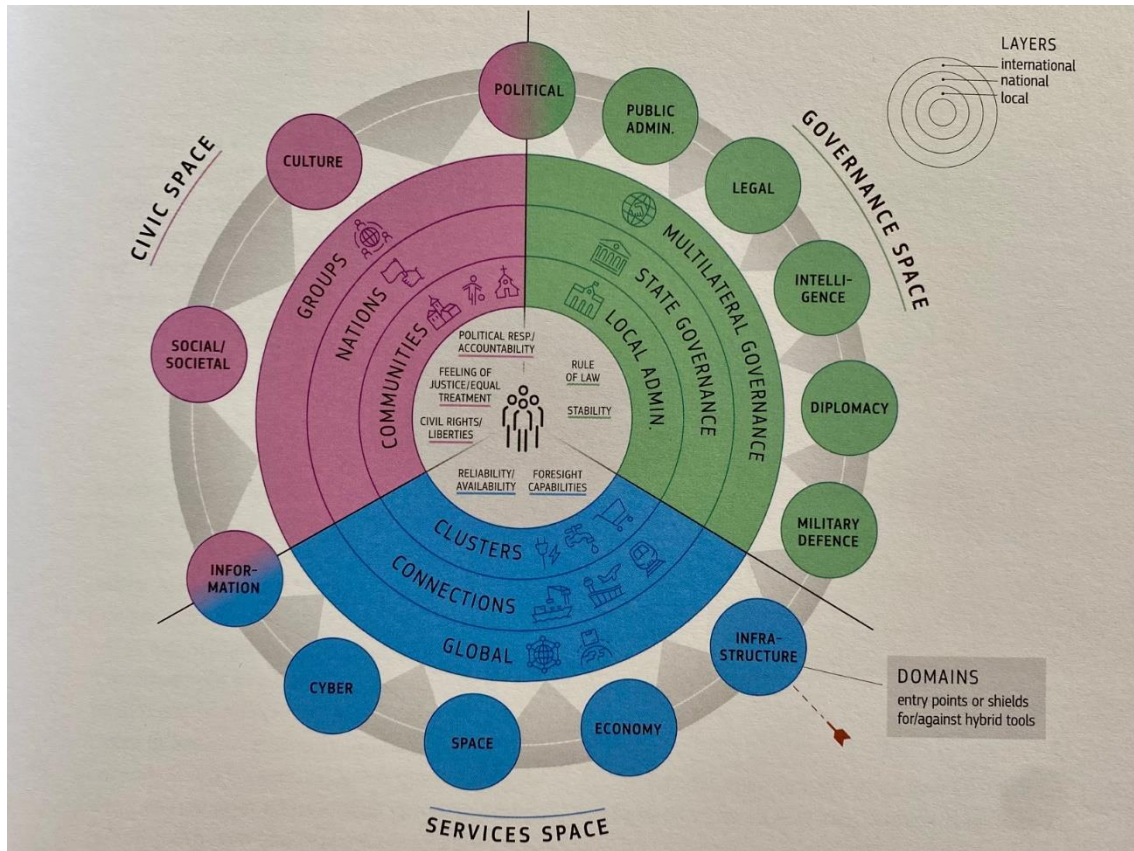 LAYERS
international
national
local
CIVIC SPACE
GOVERNANCE SPACE
SERVICES SPACE
POLITICAL
PUBLIC
ADMIN.
LEGAL
INTELLI-
GENCE
DIPLOMACY
MILITARY
DEFENCE
INFRA-
STRUCTURE
ECONOMY
SPACE
CYBER
INFOR-
MATION
SOCIAL/
SOCIETAL
CULTURE
GROUPS
NATIONS
COMMUNITIES
MULTILATERAL GOVERNANCE
STATE GOVERNANCE
LOCAL ADMIN.
CLUSTERS
CONNECTIONS
GLOBAL
POLITICAL RESP./
ACCOUNTABILITY
FEELING OF
JUSTICE/EQUAL
TREATMENT
CIVIL RIGHTS/
LIBERTIES
RULE
OF LAW
STABILITY
RELIABILITY/
AVAILABILITY
FORESIGHT
CAPABILITIES
DOMAINS
entry points or shields
for/against hybrid tools